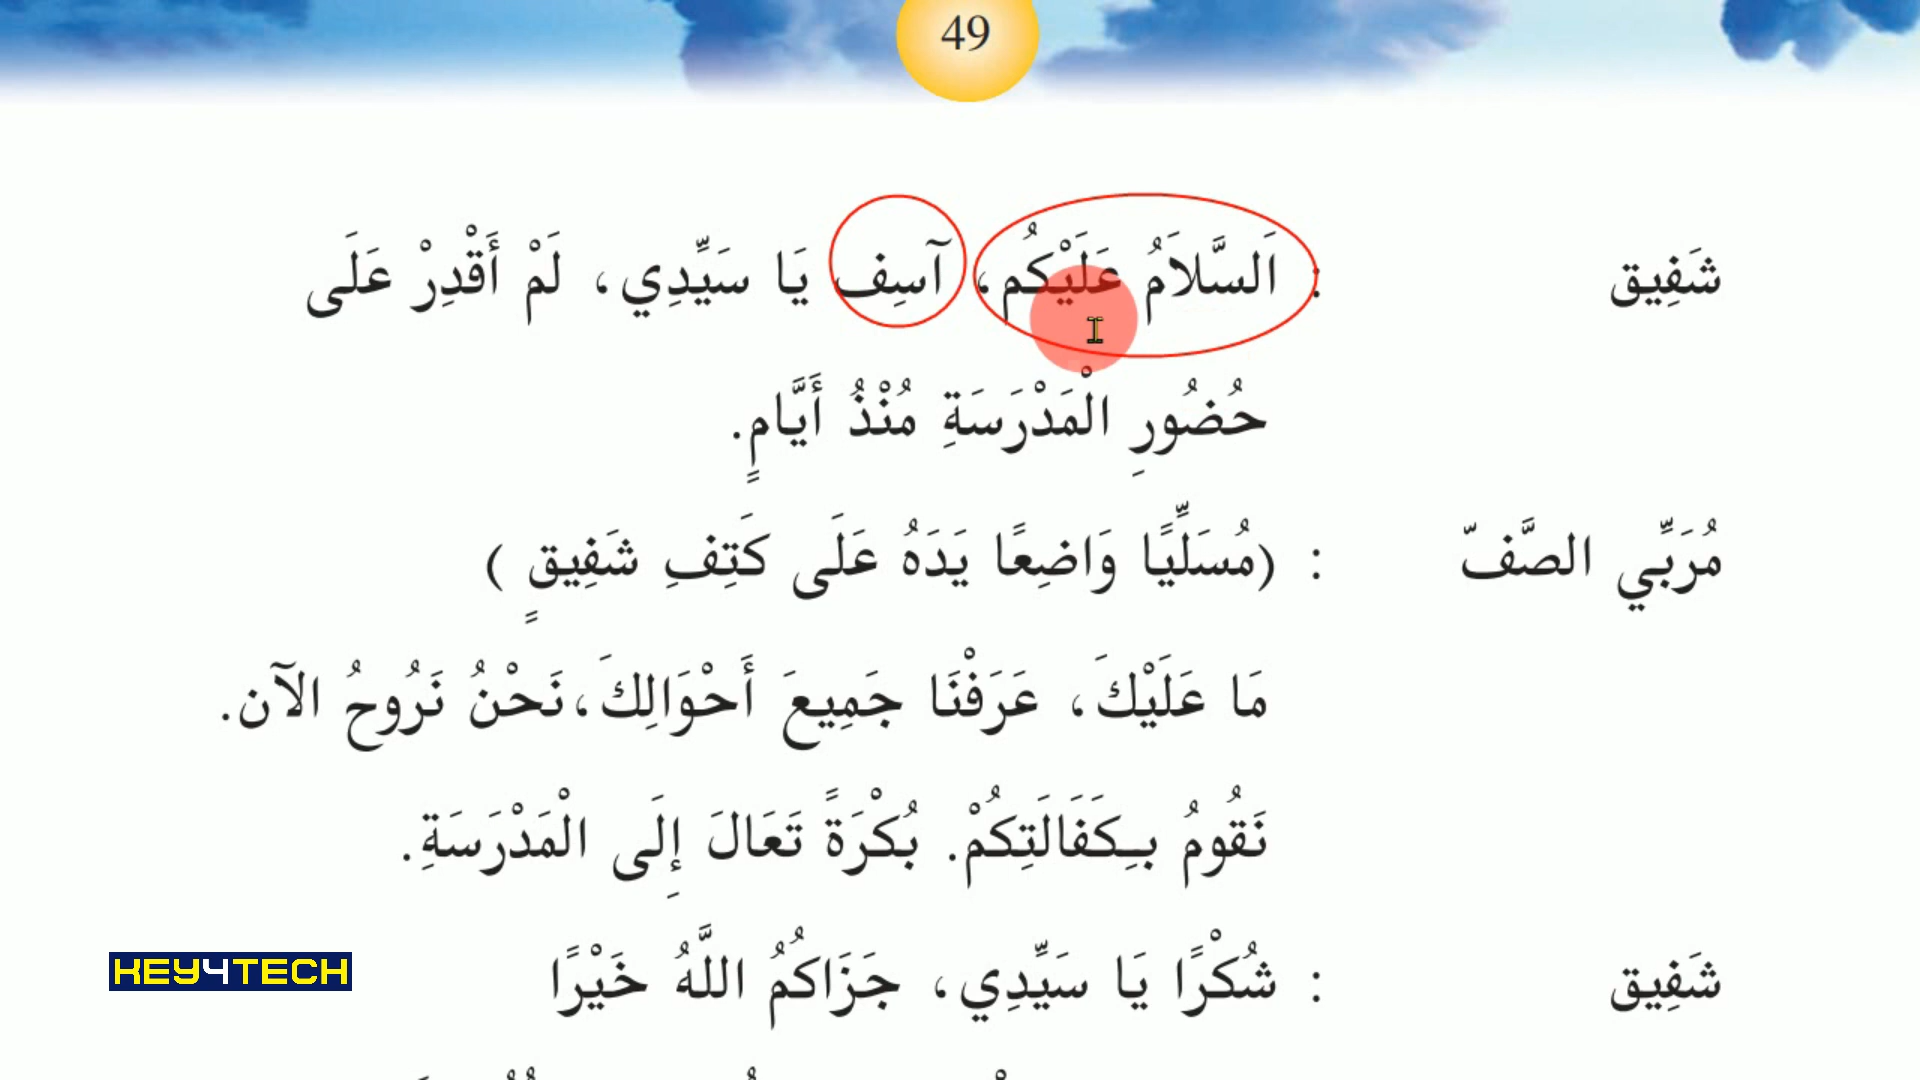 49
شَفِيق : اَلسَّلاَمُ عَلَيْكُم، آسِف يَا سَيِّدِي، لَمْ أَقْدِرْ عَلَى
حُضُورِ الْمَدْرَسَةِ مُنْذُ أَيَّامٍ.
مُرَبِّي الصَّفّ : (مُسَلِّيًا وَاضِعًا يَدَهُ عَلَى كَتِفِ شَفِيقٍ )
مَا عَلَيْكَ، عَرَفْنَا جَمِيعَ أَحْوَالِكَ،نَحْنُ نَرُوحُ الآن.
نَقُومُ بِكَفَالَتِكُمْ. بُكْرَةً تَعَالَ إِلَى الْمَدْرَسَةِ.
شَفِيق : شُكْرًا يَا سَيِّدِي، جَزَاكُمُ اللَّهُ خَيْرًا
KEY4TECH